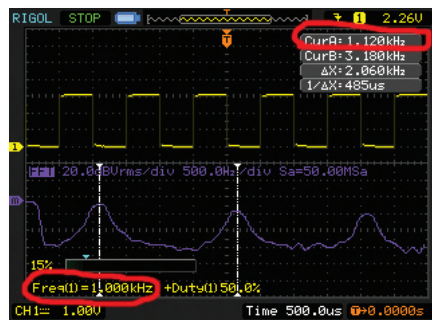 RIGOL STOP T 1 2.26V
CurA: 1.120kHz
CurB: 3.180kHz
ΔX: 2.060kHz
1/ΔX: 485us
1
FFT 20.0dBVrms/div 500.0Hz/div Sa=50.00MSa
m
15%
Freq(1)=1.000kHz +Duty(1) 50.0%
CH1= 1.00V Time 500.0us T→0.0000s